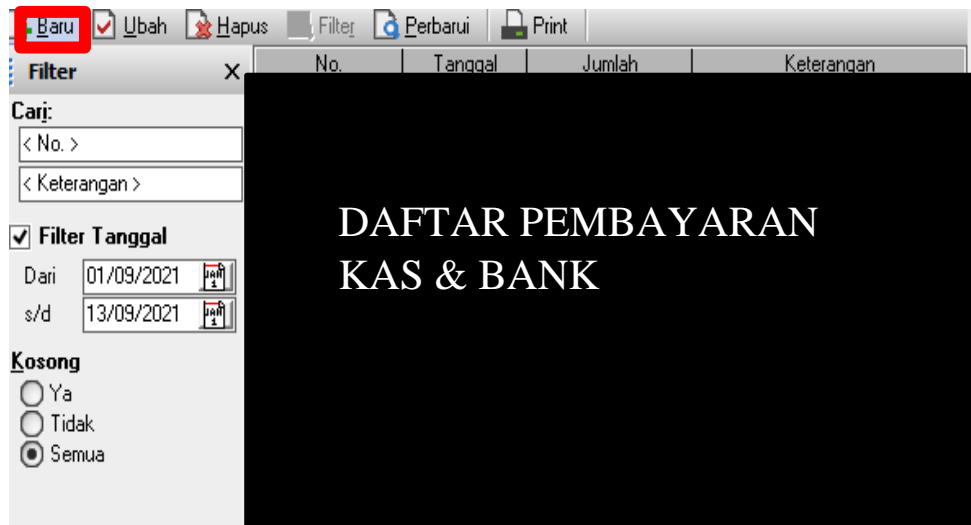 Baru Ubah Hapus Filter Perbarui Print
Filter X No. Tanggal Jumlah Keterangan
Cari:
< No. >
< Keterangan >
Filter Tanggal
Dari 01/09/2021
s/d 13/09/2021
Kosong
Ya
Tidak
Semua
DAFTAR PEMBAYARAN
KAS & BANK